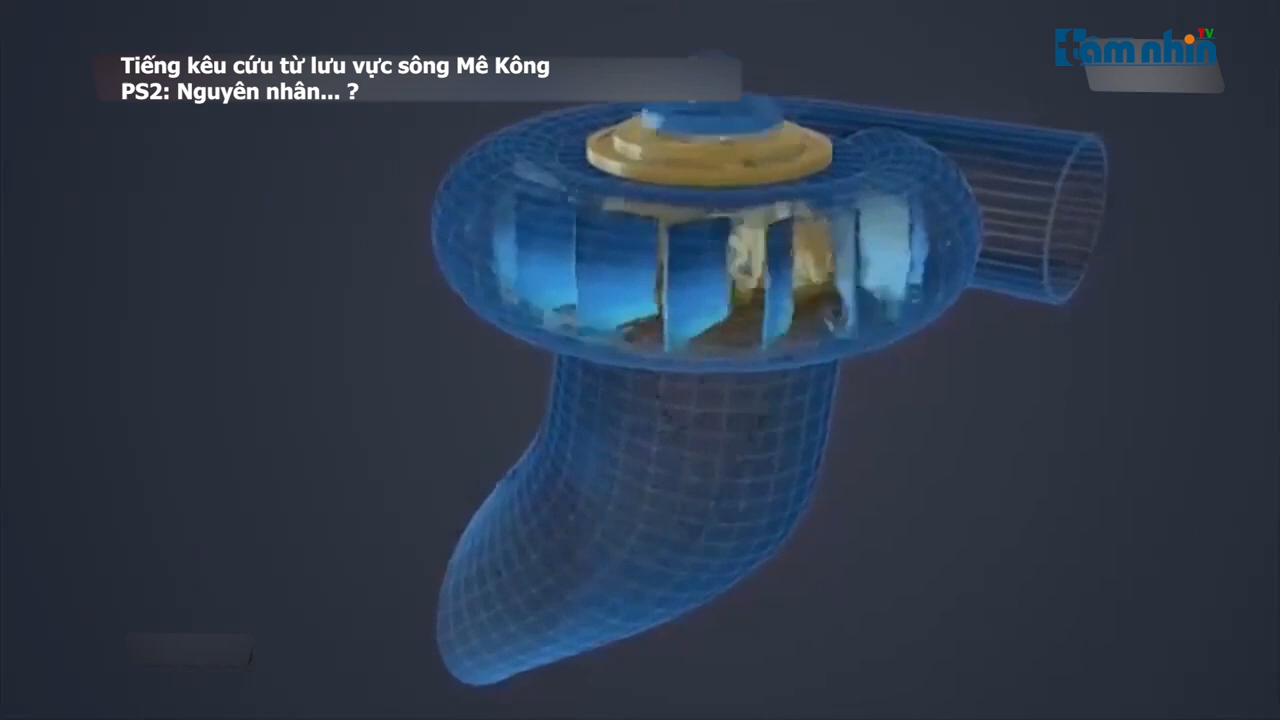 Tiếng kêu cứu từ lưu vực sông Mê Kông
PS2: Nguyên nhân... ?
tam nhìn TV